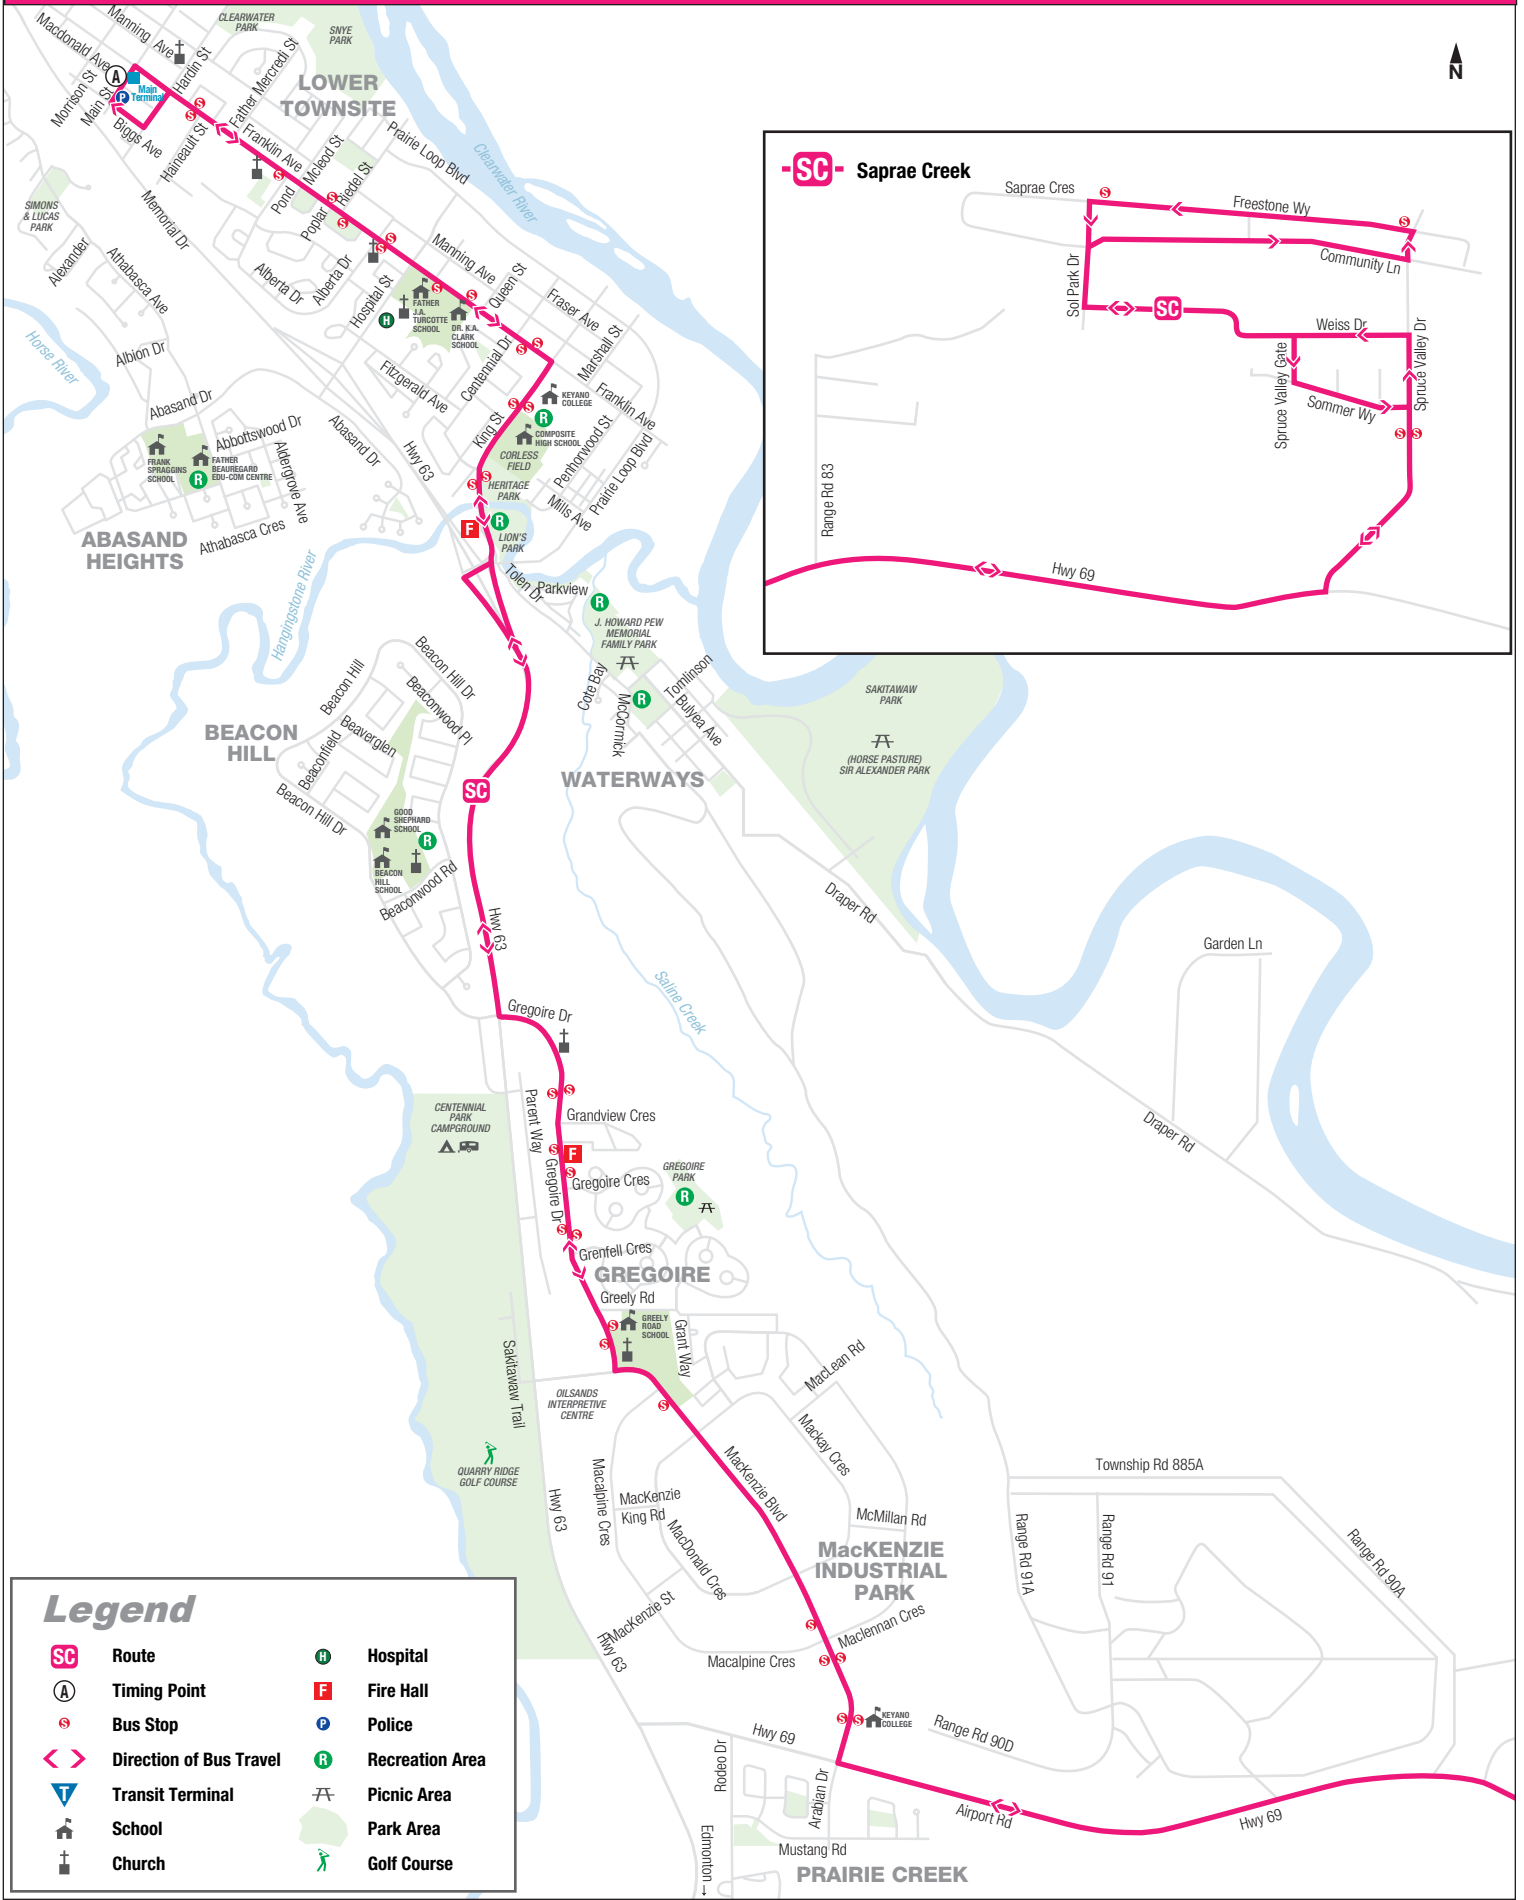 CLEARWATER
PARK
SNYE
PARK
Manning Ave
Macdonald Ave
Hardin St
Father Mercredi St
LOWER
TOWNSITE
N
A
Main
Terminal
P
Morrison St
Main St
Biggs Ave
Haineault St
Franklin Ave
Mcleod St
Riedel St
Prairie Loop Blvd
Clearwater River
Pond
Poplar
Memorial Dr
SIMONS
& LUCAS
PARK
Alexander
Athabasca Ave
Alberta Dr
Alberta Dr
Hospital St
Manning Ave
Queen St
Fraser Ave
Marshall St
H
FATHER
J.A.
TURCOTTE
SCHOOL
DR. K.A.
CLARK
SCHOOL
Centennial Dr
Horse River
Albion Dr
Fitzgerald Ave
KEYANO
COLLEGE
Franklin Ave
Abasand Dr
Abbottswood Dr
Abasand Dr
Aldergrove Ave
Hwy 63
King St
R
COMPOSITE
HIGH SCHOOL
CORLESS
FIELD
Penhorwood St
Prairie Loop Blvd
FRANK
SPRAGGINS
SCHOOL
FATHER
BEAUREGARD
EDU-COM CENTRE
R
HERITAGE
PARK
Mills Ave
ABASAND
HEIGHTS
Athabasca Cres
F
R
LION'S
PARK
Hangingstone River
Tolen Dr
Parkview
R
J. HOWARD PEW
MEMORIAL
FAMILY PARK
SC
Saprae Creek
Saprae Cres
S
Freestone Wy
S
Community Ln
Sol Park Dr
SC
Weiss Dr
Spruce Valley Gate
Spruce Valley Dr
Sommer Wy
S S
Range Rd 83
Hwy 69
Beacon Hill Dr
Beacon Hill
Beaconwood Pl
Beaverglen
BEACON
HILL
Beaconfield
Beacon Hill Dr
Cote Bay
Tomlinson
Bulyea Ave
R
McCormick
WATERWAYS
SAKITAWAW
PARK
(HORSE PASTURE)
SIR ALEXANDER PARK
SC
GOOD
SHEPHARD
SCHOOL
R
BEACON
HILL
SCHOOL
Beaconwood Rd
Draper Rd
Hwy 63
Garden Ln
Saline Creek
Gregoire Dr
Parent Way
CENTENNIAL
PARK
CAMPGROUND
Grandview Cres
Draper Rd
F
Gregoire Dr
Gregoire Cres
GREGOIRE
PARK
R
Grenfell Cres
GREGOIRE
Greely Rd
GREELY
ROAD
SCHOOL
Grant Way
Sakitawaw Trail
MacLean Rd
OILSANDS
INTERPRETIVE
CENTRE
Mackay Cres
QUARRY RIDGE
GOLF COURSE
Macalpine Cres
MacKenzie Blvd
Township Rd 885A
Hwy 63
MacKenzie
King Rd
McMillan Rd
MacDonald Cres
Range Rd 91A
Range Rd 91
Range Rd 90A
MacKENZIE
INDUSTRIAL
PARK
MacKenzie St
Maclennan Cres
Hwy 63
Macalpine Cres
KEYANO
COLLEGE
Range Rd 90D
Hwy 69
Rodeo Dr
Arabian Dr
Airport Rd
Hwy 69
Mustang Rd
Edmonton
PRAIRIE CREEK
Legend
SC
Route
A
Timing Point
S
Bus Stop
Direction of Bus Travel
T
Transit Terminal
School
Church
H
Hospital
F
Fire Hall
P
Police
R
Recreation Area
Picnic Area
Park Area
Golf Course